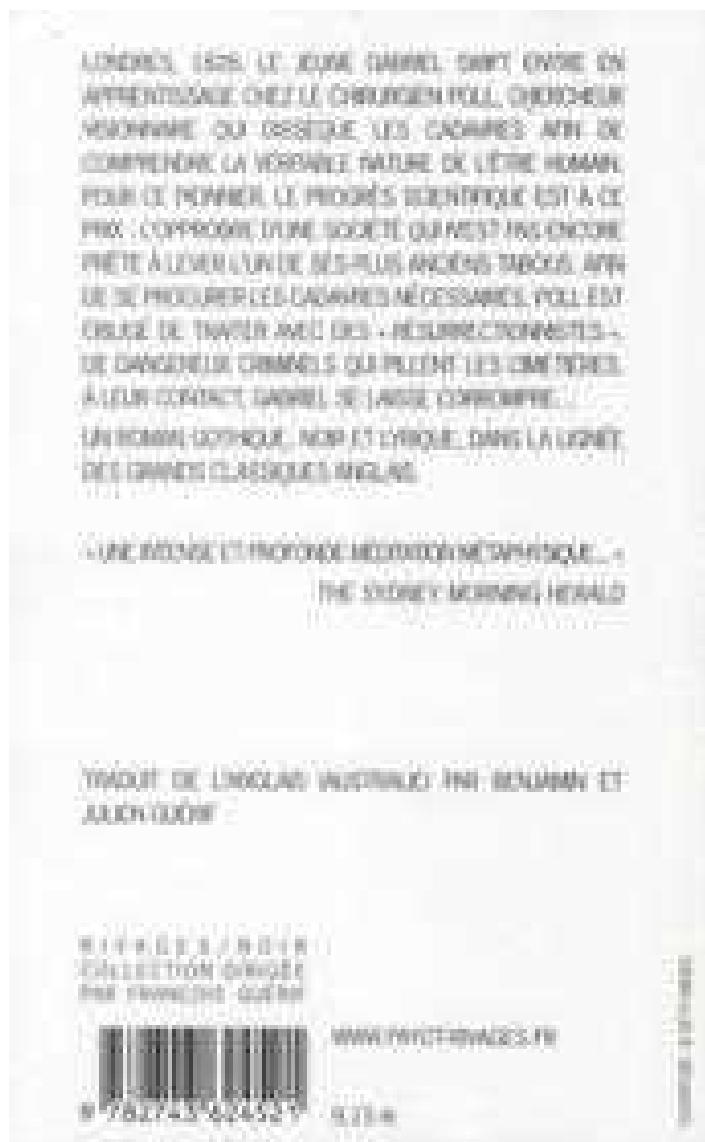 LONDRES, 1826. LE JEUNE GABRIEL SWIFT ENTRE EN
APPRENTISSAGE CHEZ LE CHIRURGIEN POLL, CHERCHEUR
VISIONNAIRE QUI DISSÈQUE LES CADAVRES AFIN DE
COMPRENDRE LA VÉRITABLE NATURE DE L'ÊTRE HUMAIN.
POUR CE PIONNIER, LE PROGRÈS SCIENTIFIQUE EST À CE
PRIX : L'OPPROBRE D'UNE SOCIÉTÉ QUI N'EST PAS ENCORE
PRÊTE À LEVER L'UN DE SES PLUS ANCIENS TABOUS. AFIN
DE SE PROCURER LES CADAVRES NÉCESSAIRES, POLL EST
OBLIGÉ DE TRAITER AVEC DES « RÉSURRECTIONNISTES »,
DE DANGEREUX CRIMINELS QUI PILLENT LES CIMETIÈRES.
À LEUR CONTACT, GABRIEL SE LAISSE CORROMPRE...
UN ROMAN GOTHIQUE, NOIR ET LYRIQUE, DANS LA LIGNÉE
DES GRANDS CLASSIQUES ANGLAIS.
« UNE INTENSE ET PROFONDE MÉDITATION MÉTAPHYSIQUE... »
THE SYDNEY MORNING HERALD
TRADUIT DE L'ANGLAIS (AUSTRALIE) PAR BENJAMIN ET
JULIEN GUÉRIF
RIVAGES/NOIR
COLLECTION DIRIGÉE
PAR FRANÇOIS GUÉRIF
WWW.PAYOT-RIVAGES.FR
9 782743 624521
9,25 €